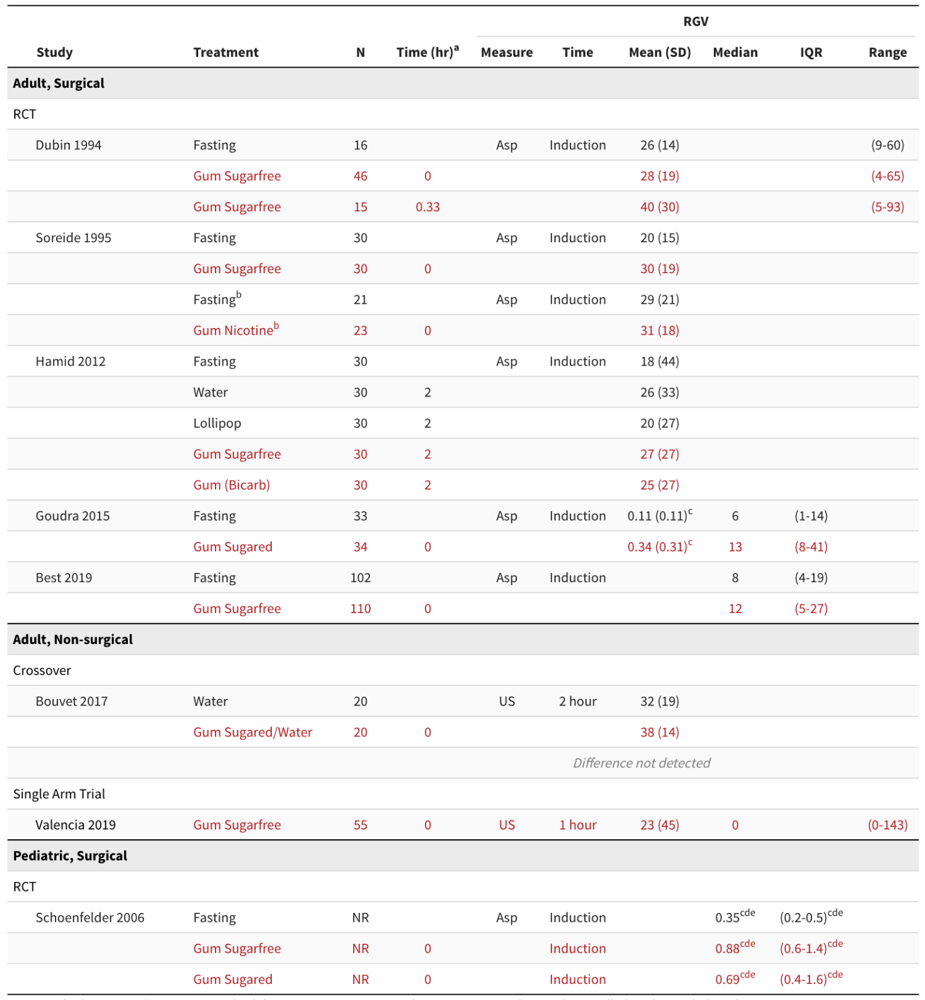 RGV
Study Treatment N Time (hr)a Measure Time Mean (SD) Median IQR Range
Adult, Surgical
RCT
Dubin 1994 Fasting 16 Asp Induction 26 (14) (9-60)
Gum Sugarfree 46 0 28 (19) (4-65)
Gum Sugarfree 15 0.33 40 (30) (5-93)
Soreide 1995 Fasting 30 Asp Induction 20 (15)
Gum Sugarfree 30 0 30 (19)
Fastingb 21 Asp Induction 29 (21)
Gum Nicotineb 23 0 31 (18)
Hamid 2012 Fasting 30 Asp Induction 18 (44)
Water 30 2 26 (33)
Lollipop 30 2 20 (27)
Gum Sugarfree 30 2 27 (27)
Gum (Bicarb) 30 2 25 (27)
Goudra 2015 Fasting 33 Asp Induction 0.11 (0.11)c 6 (1-14)
Gum Sugared 34 0 0.34 (0.31)c 13 (8-41)
Best 2019 Fasting 102 Asp Induction 8 (4-19)
Gum Sugarfree 110 0 12 (5-27)
Adult, Non-surgical
Crossover
Bouvet 2017 Water 20 US 2 hour 32 (19)
Gum Sugared/Water 20 0 38 (14)
Difference not detected
Single Arm Trial
Valencia 2019 Gum Sugarfree 55 0 US 1 hour 23 (45) 0 (0-143)
Pediatric, Surgical
RCT
Schoenfelder 2006 Fasting NR Asp Induction 0.35cde (0.2-0.5)cde
Gum Sugarfree NR 0 Induction 0.88cde (0.6-1.4)cde
Gum Sugared NR 0 Induction 0.69cde (0.4-1.6)cde